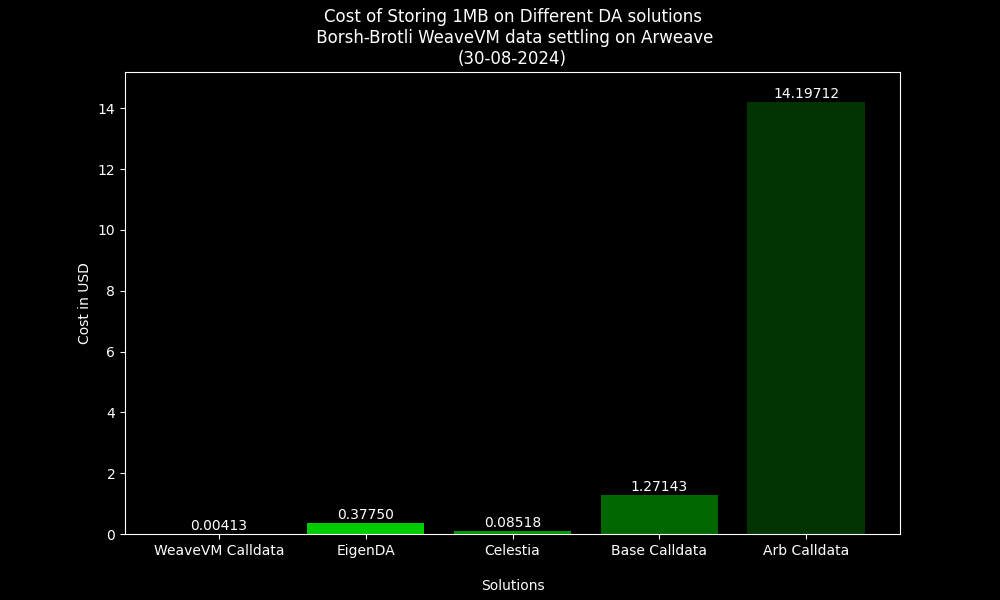 Cost of Storing 1MB on Different DA solutions
Borsh-Brotli WeaveVM data settling on Arweave
(30-08-2024)
14.19712
14
12
10
8
6
4
2
0
Cost in USD
0.00413
0.37750
0.08518
1.27143
WeaveVM Calldata
EigenDA
Celestia
Base Calldata
Arb Calldata
Solutions